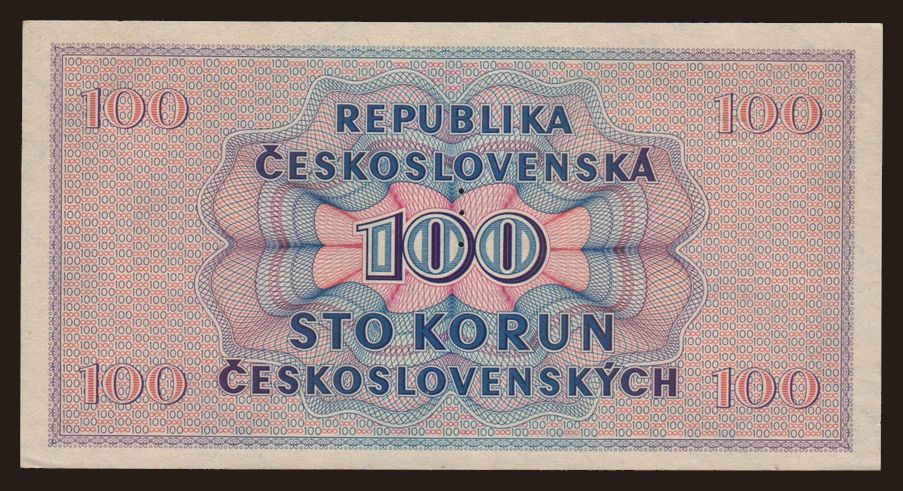 100 100
REPUBLIKA
ČESKOSLOVENSKÁ
100
STO KORUN
ČESKOSLOVENSKÝCH
100 100